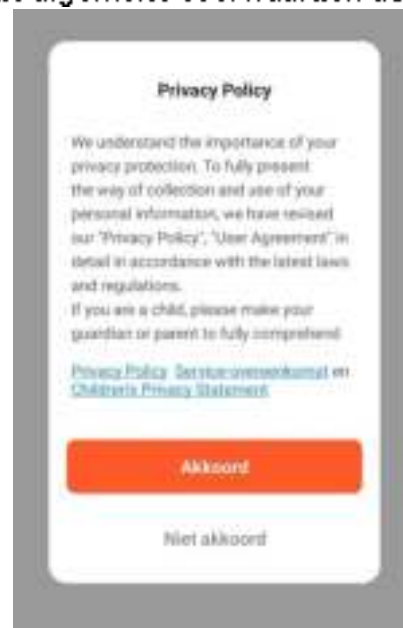 algemene voorwaarden
Privacy Policy
We understand the importance of your
privacy protection. To fully present
the way of collection and use of your
personal information, we have revised
our "Privacy Policy", "User Agreement" in
detail in accordance with the latest laws
and regulations.
If you are a child, please make your
guardian or parent to fully comprehend
Privacy Policy Service-overeenkomst en
Children's Privacy Statement
Akkoord
Niet akkoord